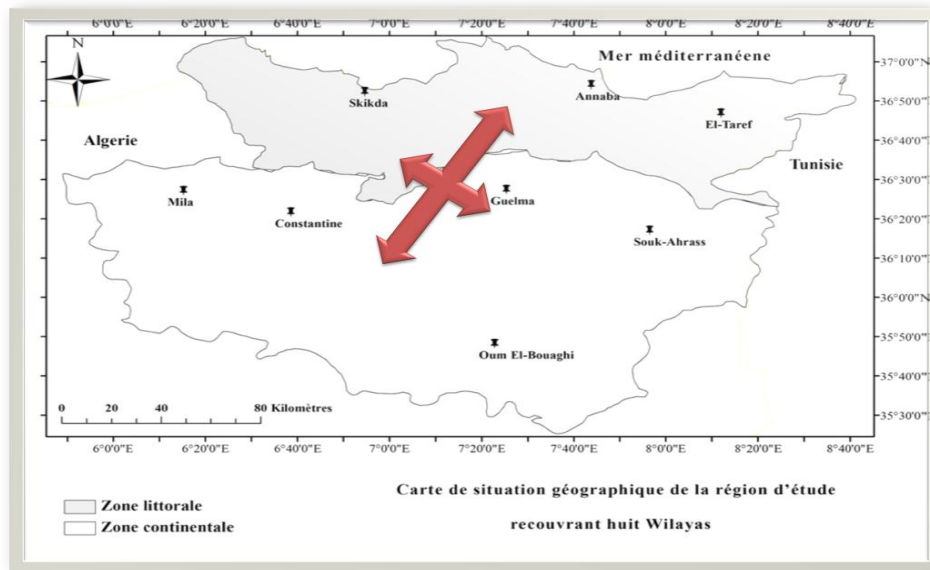 6°0'0"E 6°20'0"E 6°40'0"E 7°0'0"E 7°20'0"E 7°40'0"E 8°0'0"E 8°20'0"E 8°40'0"E
N
Mer méditerranéene
37°0'0"N
Skikda
Annaba
36°50'0"
El-Taref
Algerie
36°40'0"
Tunisie
36°30'0"
Mila
Guelma
Constantine
36°20'0"
Souk-Ahrass
36°10'0"
36°0'0"N
Oum El-Bouaghi
35°50'0"
35°40'0"
0 20 40 80 Kilomètres
35°30'0"
6°0'0"E 6°20'0"E 6°40'0"E 7°0'0"E 7°20'0"E 7°40'0"E 8°0'0"E 8°20'0"E 8°40'0"E
Zone littorale
Zone continentale
Carte de situation géographique de la région d'étude
recouvrant huit Wilayas